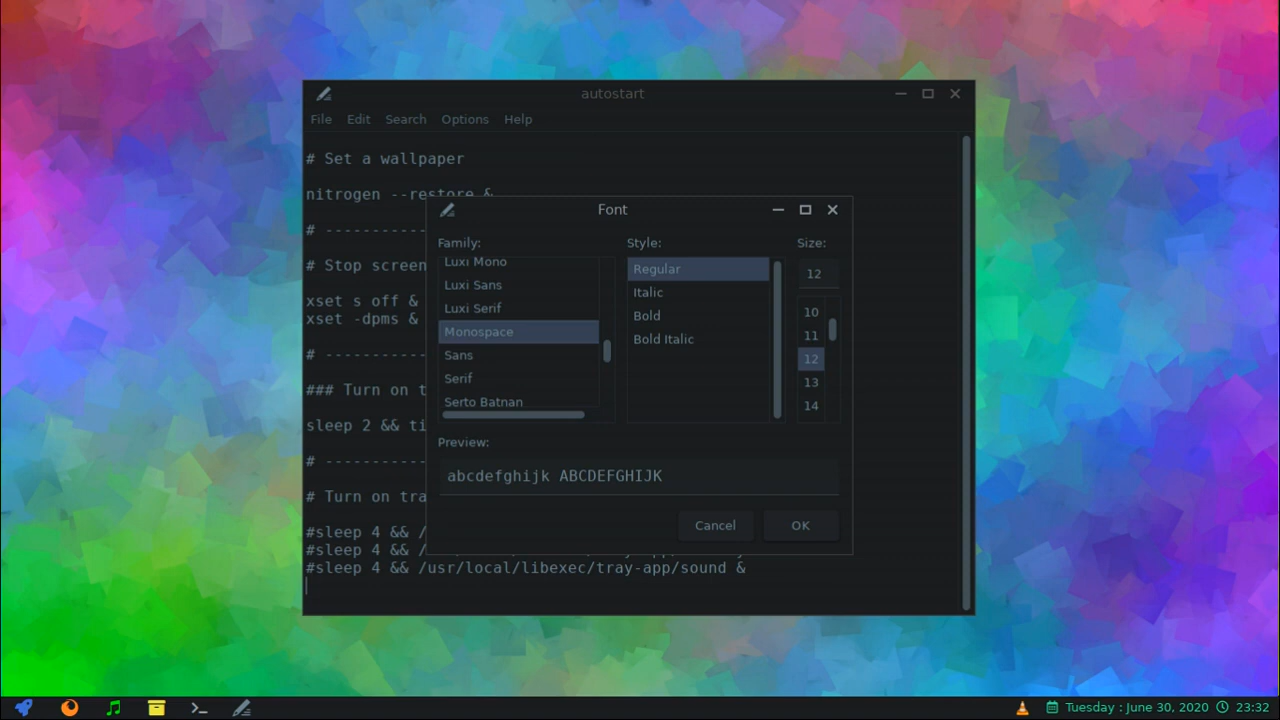 autostart
File Edit Search Options Help
# Set a wallpaper
nitrogen --restore &
# -----------
# Stop screen
xset s off &
xset -dpms &
# -----------
### Turn on t
sleep 2 && ti
# -----------
# Turn on tra
#sleep 4 && /
#sleep 4 && /
#sleep 4 && /usr/local/libexec/tray-app/sound &
Font
Family: Style: Size:
Luxi Mono
Luxi Sans
Luxi Serif
Monospace
Sans
Serif
Serto Batnan
Regular
Italic
Bold
Bold Italic
12
10
11
12
13
14
Preview:
abcdefghijk ABCDEFGHIJK
Cancel OK
Tuesday : June 30, 2020 23:32